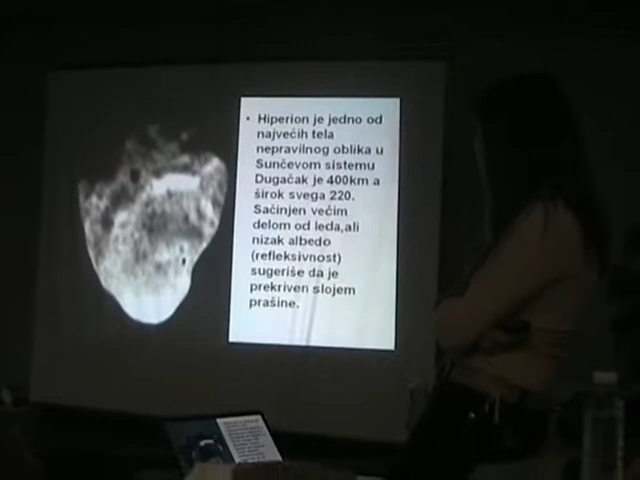 • Hiperion je jedno od
najvećih tela
nepravilnog oblika u
Sunčevom sistemu
Dugačak je 400km a
širok svega 220.
Sačinjen većim
delom od leda,ali
nizak albedo
(refleksivnost)
sugeriše da je
prekriven slojem
prašine.